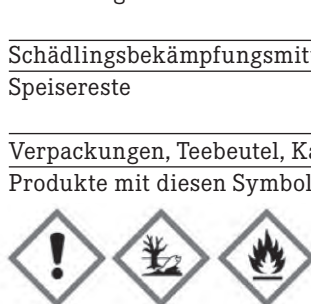 Schädlingsbekämpfungsmit
Speisereste
Verpackungen, Teebeutel, Ka
Produkte mit diesen Symbol